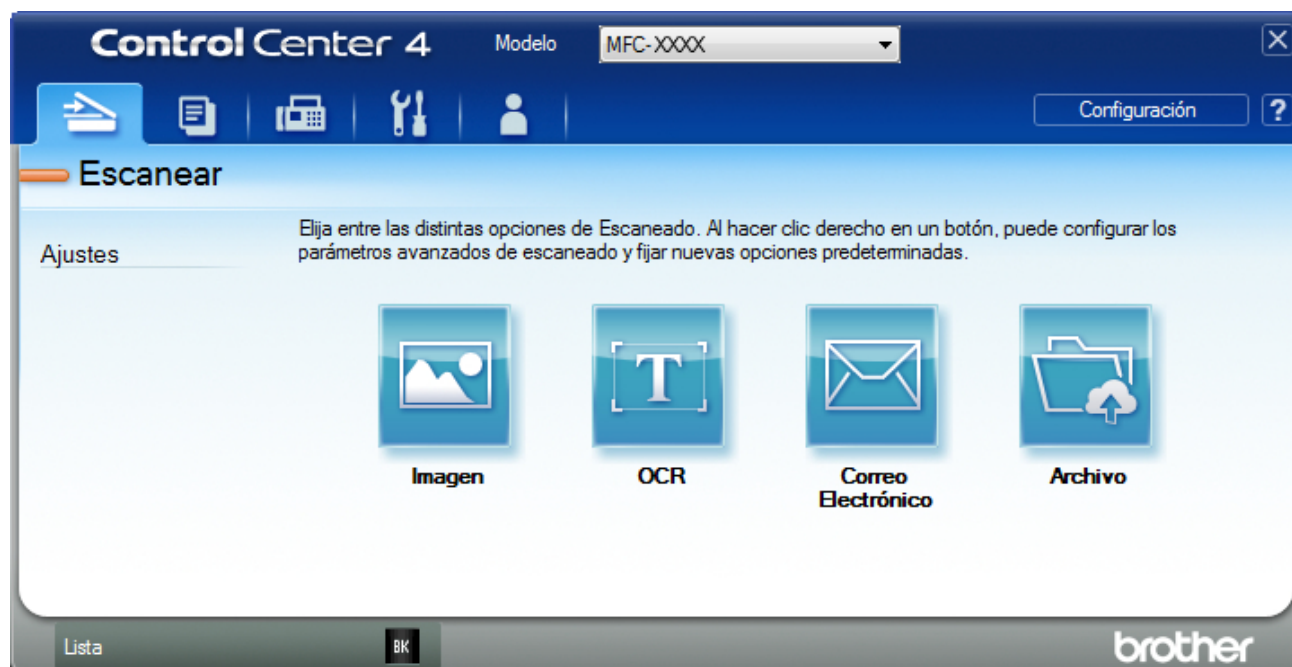 Control Center 4
Modelo
MFC-XXXX
Configuración
?
Escanear
Ajustes
Elija entre las distintas opciones de Escaneado. Al hacer clic derecho en un botón, puede configurar los
parámetros avanzados de escaneado y fijar nuevas opciones predeterminadas.
T
Imagen
OCR
Correo
Electrónico
Archivo
Lista
BK
brother